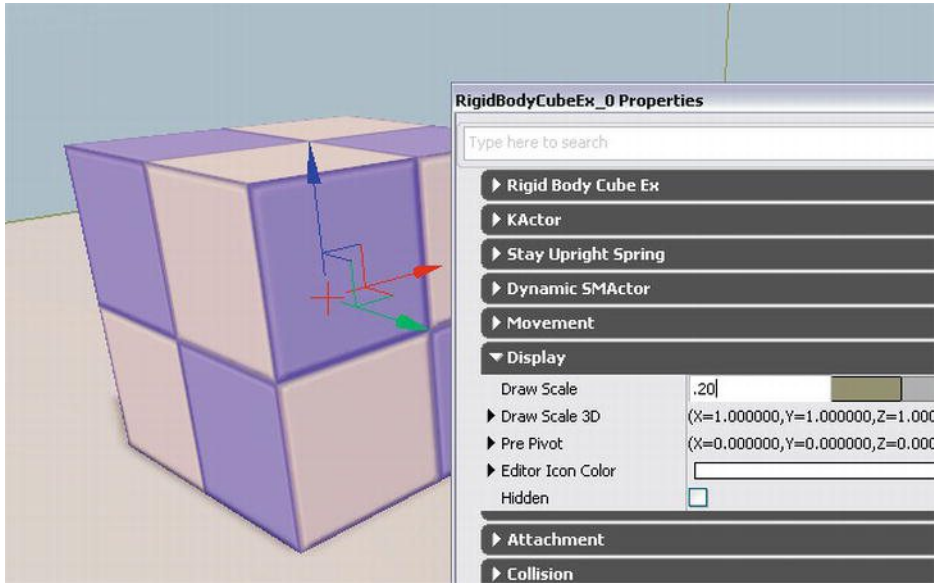 RigidBodyCubeEx_0 Properties
Type here to search
Rigid Body Cube Ex
KActor
Stay Upright Spring
Dynamic SMActor
Movement
Display
Draw Scale .20
Draw Scale 3D (X=1.000000,Y=1.000000,Z=1.000
Pre Pivot (X=0.000000,Y=0.000000,Z=0.000
Editor Icon Color
Hidden
Attachment
Collision